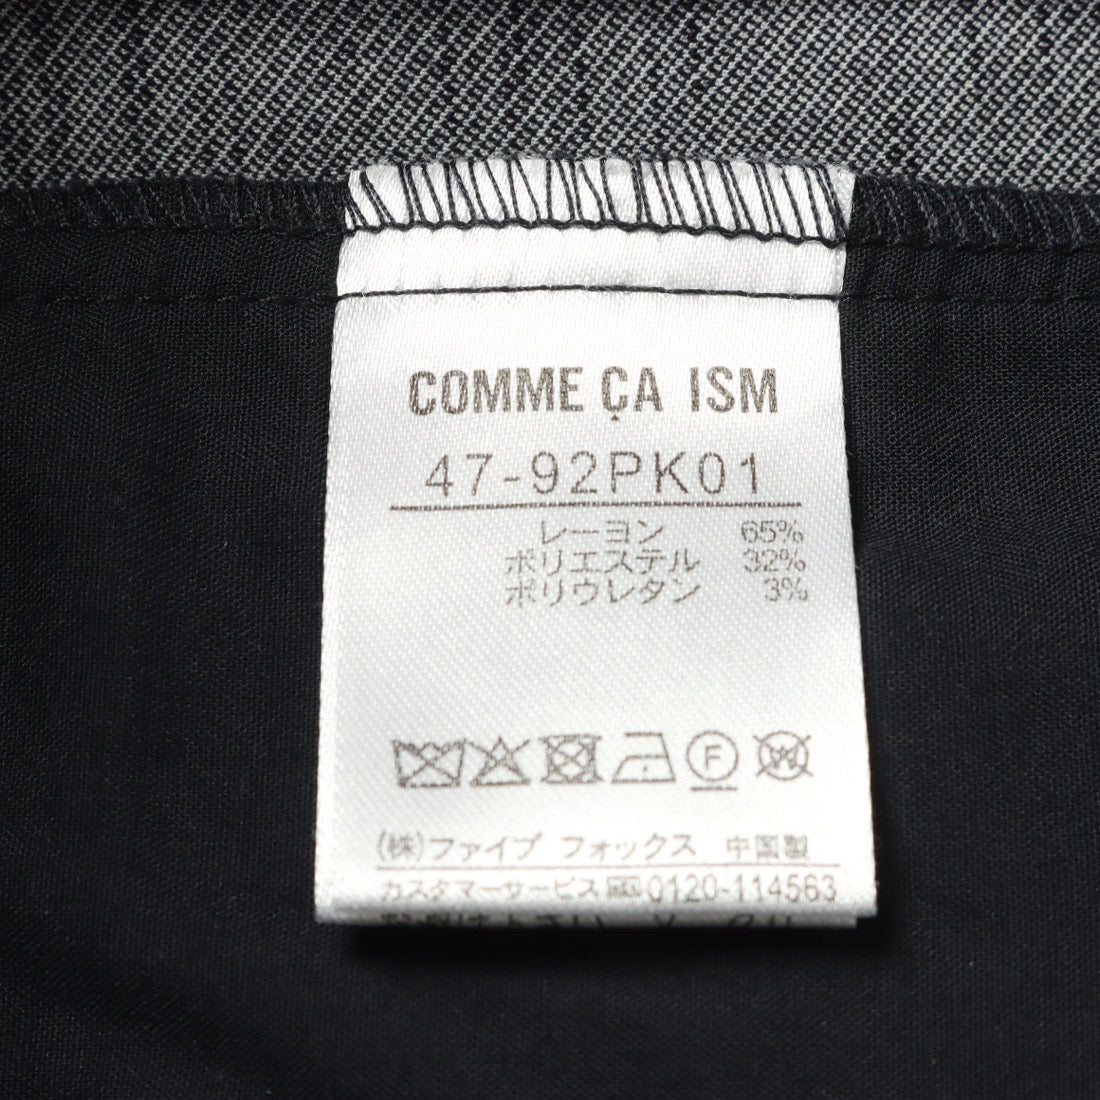 COMME ÇA ISM
47-92PK01
レーヨン 65%
ポリエステル 32%
ポリウレタン 3%
F W
(株)ファイブ フォックス 中国製
カスタマーサービス 0120-114563